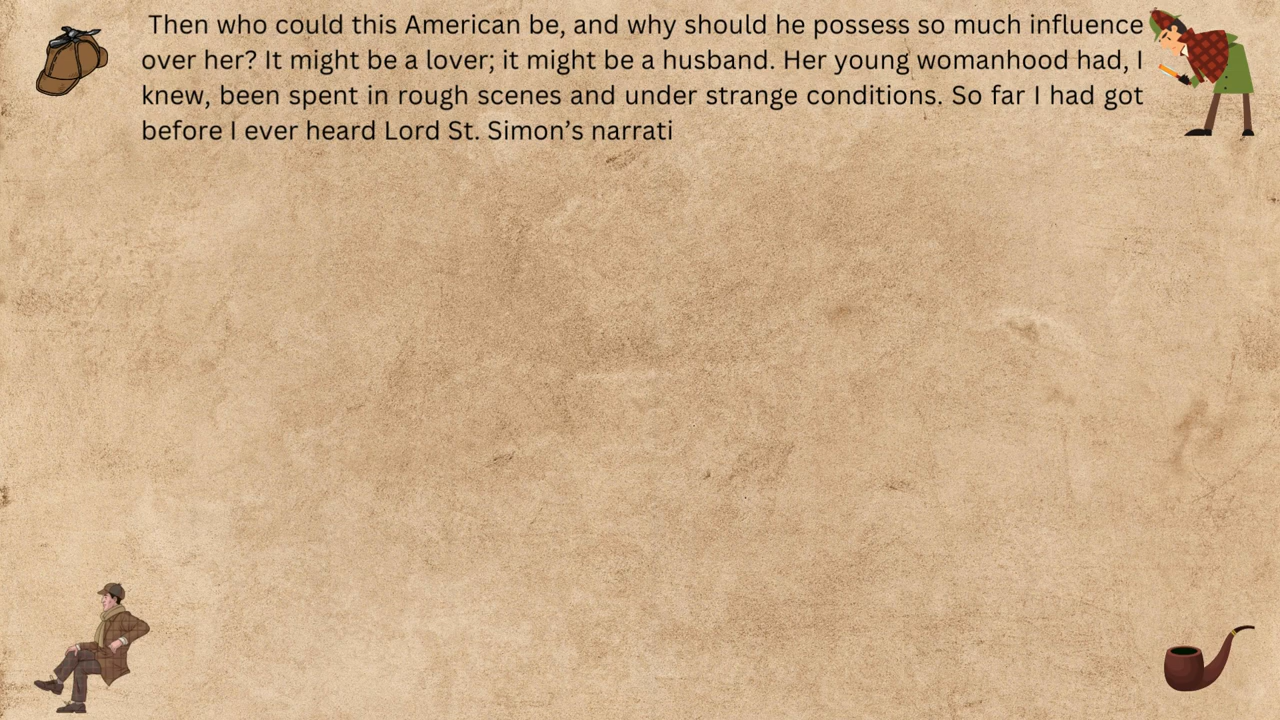 Then who could this American be, and why should he possess so much influence
over her? It might be a lover; it might be a husband. Her young womanhood had, I
knew, been spent in rough scenes and under strange conditions. So far I had got
before I ever heard Lord St. Simon’s narrati